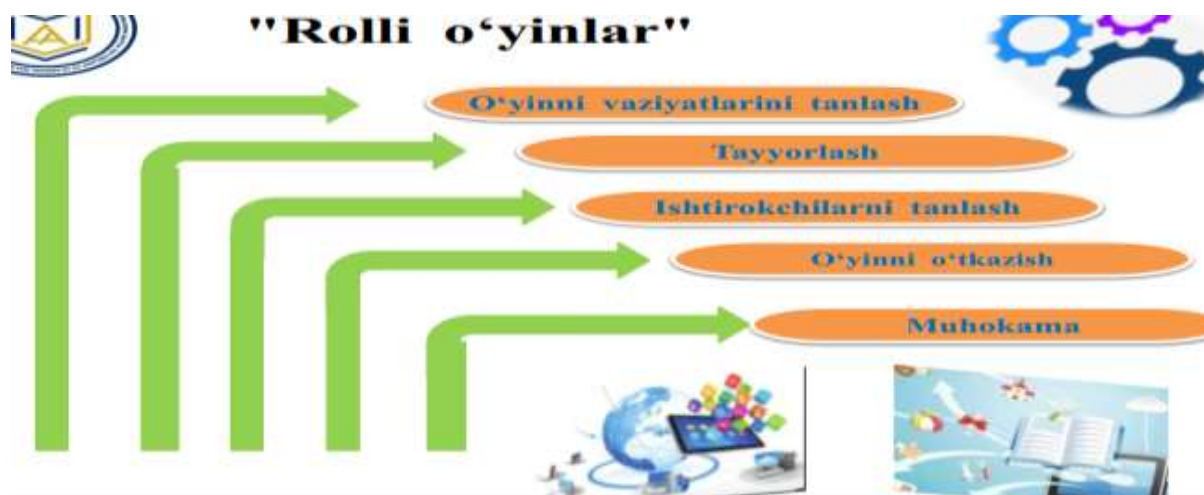 "Rolli o‘yinlar"
O‘yinni vaziyatlarini tanlash
Tayyorlash
Ishtirokchilarni tanlash
O‘yinni o‘tkazish
Muhokama